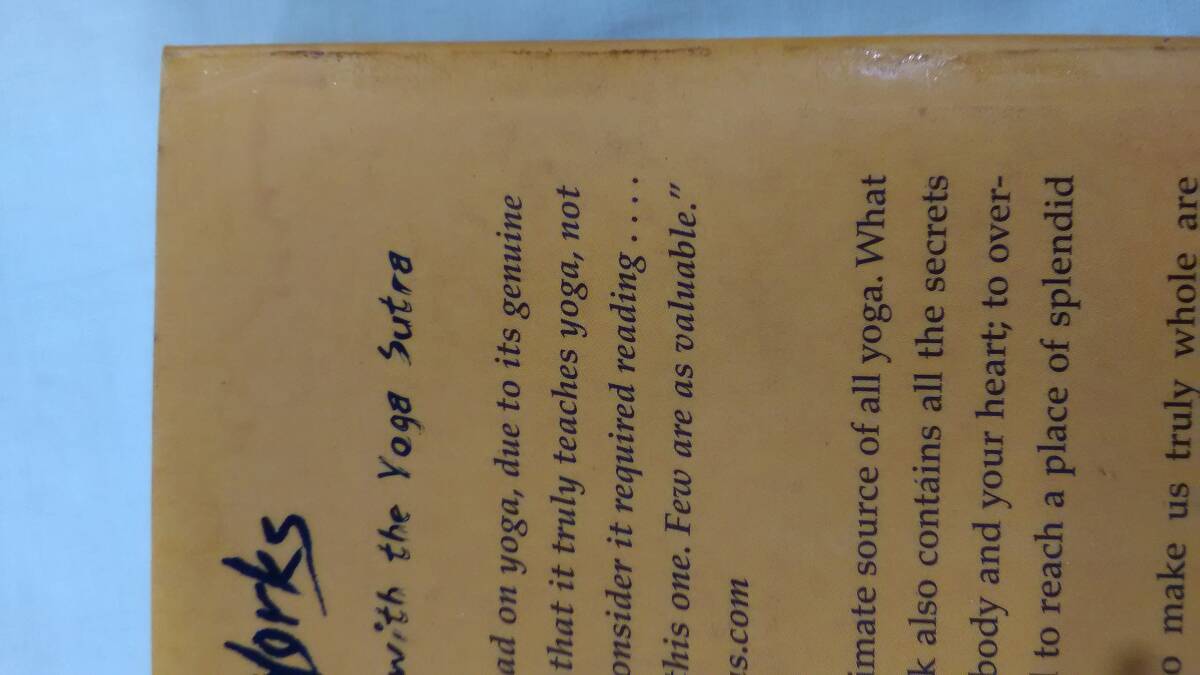 Works
with the Yoga Sutra
ad on yoga, due to its genuine
that it truly teaches yoga, not
onsider it required reading . . . .
this one. Few are as valuable."
s.com
imate source of all yoga. What
k also contains all the secrets
body and your heart; to over-
to reach a place of splendid
o make us truly whole are